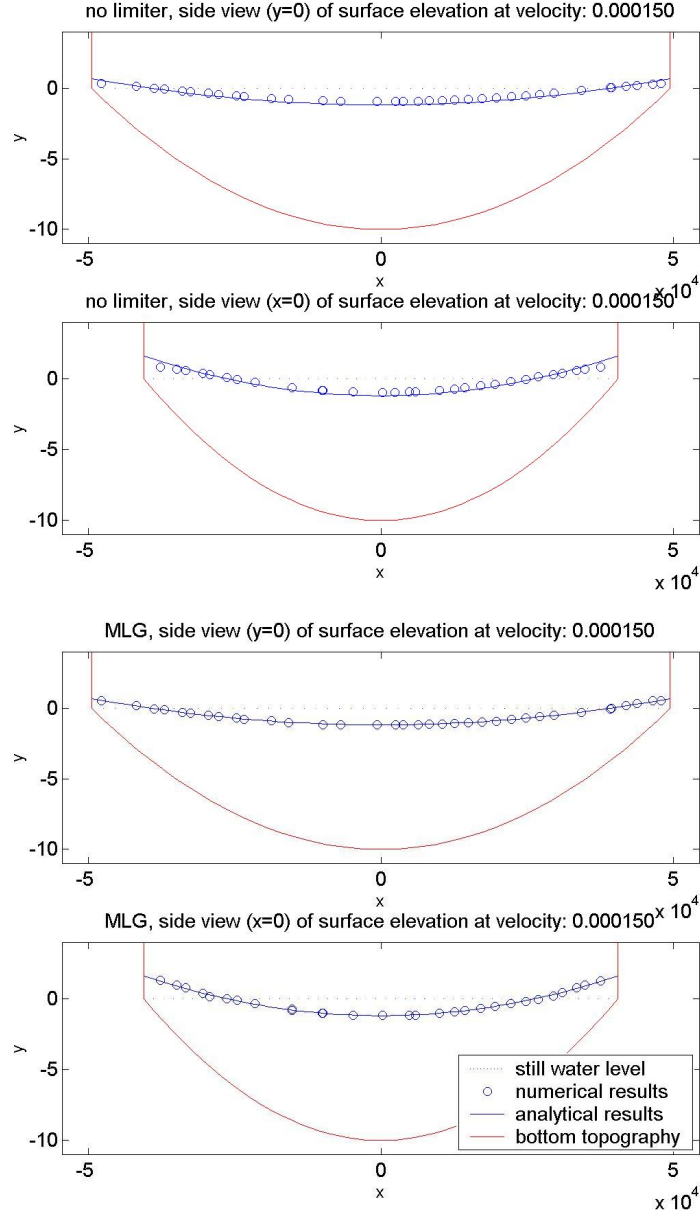 no limiter, side view (y=0) of surface elevation at velocity: 0.000150
0
-5
-10
y
-5 0 5
x
x 10^4
no limiter, side view (x=0) of surface elevation at velocity: 0.000150
0
-5
-10
y
-5 0 5
x
x 10^4
MLG, side view (y=0) of surface elevation at velocity: 0.000150
0
-5
-10
y
-5 0 5
x
x 10^4
MLG, side view (x=0) of surface elevation at velocity: 0.000150
0
-5
-10
y
still water level
numerical results
analytical results
bottom topography
-5 0 5
x
x 10^4